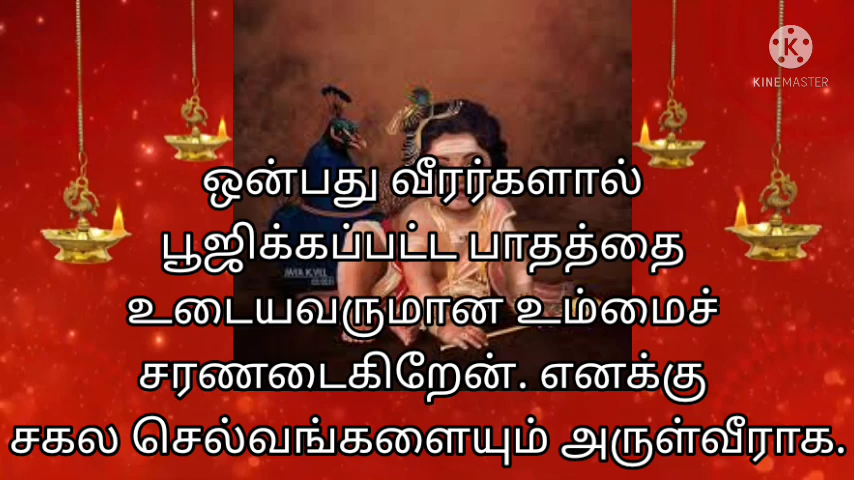 KINEMASTER
ஒன்பது வீரர்களால்
பூஜிக்கப்பட்ட பாதத்தை
உடையவருமான உம்மைச்
சரணடைகிறேன். எனக்கு
சகல செல்வங்களையும் அருள்வீராக.